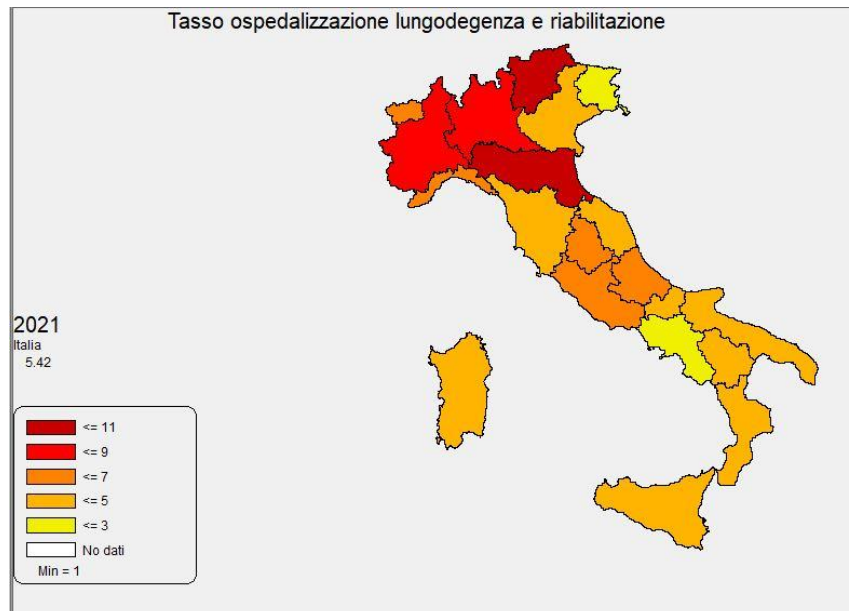 Tasso ospedalizzazione lungodegenza e riabilitazione
2021
Italia
5.42
<= 11
<= 9
<= 7
<= 5
<= 3
No dati
Min = 1